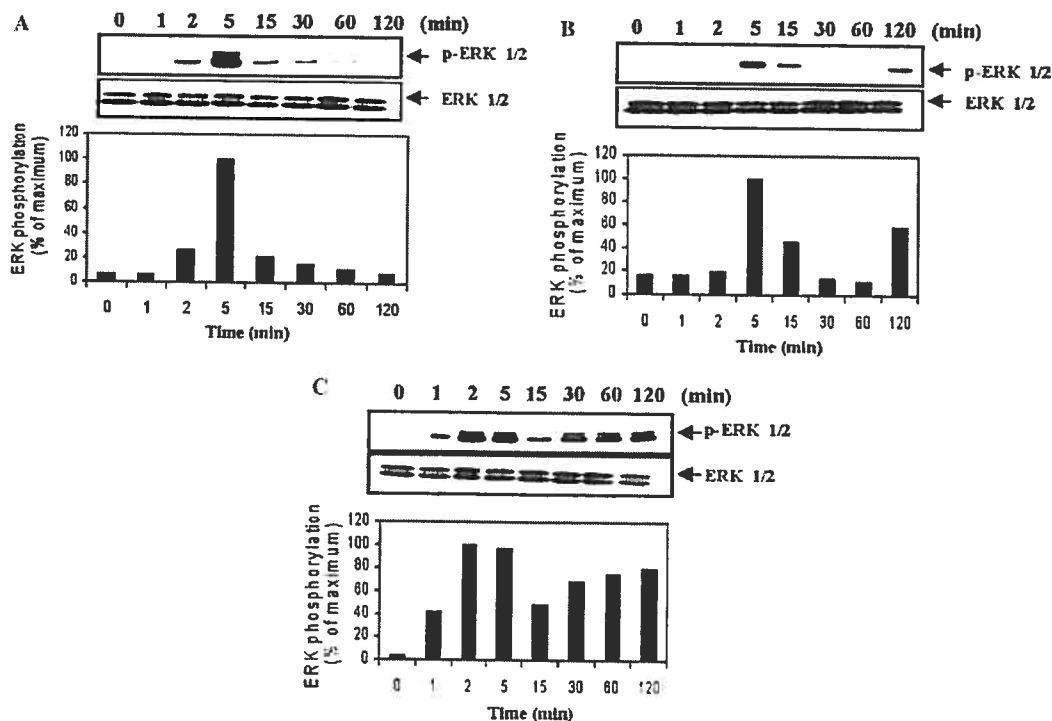 A 0 1 2 5 15 30 60 120 (min)
p-ERK 1/2
ERK 1/2
ERK phosphorylation
(% of maximum)
120
100
80
60
40
20
0
0 1 2 5 15 30 60 120
Time (min)
B 0 1 2 5 15 30 60 120 (min)
p-ERK 1/2
ERK 1/2
ERK phosphorylation
(% of maximum)
120
100
80
60
40
20
0
0 1 2 5 15 30 60 120
Time (min)
C 0 1 2 5 15 30 60 120 (min)
p-ERK 1/2
ERK 1/2
ERK phosphorylation
(% of maximum)
120
100
80
60
40
20
0
0 1 2 5 15 30 60 120
Time (min)